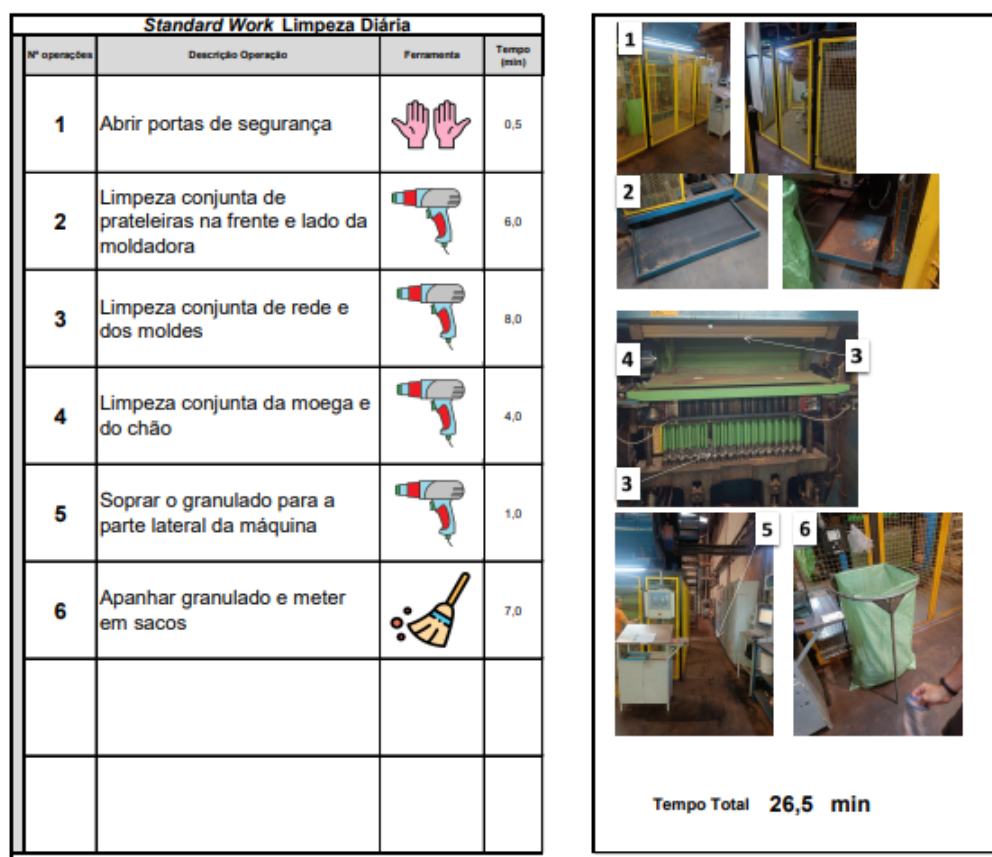 Standard Work Limpeza Diária
Nº operações Descrição Operação Ferramenta Tempo (min)
1 Abrir portas de segurança 0,5
2 Limpeza conjunta de
prateleiras na frente e lado da
moldadora 6,0
3 Limpeza conjunta de rede e
dos moldes 8,0
4 Limpeza conjunta da moega e
do chão 4,0
5 Soprar o granulado para a
parte lateral da máquina 1,0
6 Apanhar granulado e meter
em sacos 7,0
1
2
4 3
3
5 6
Tempo Total 26,5 min